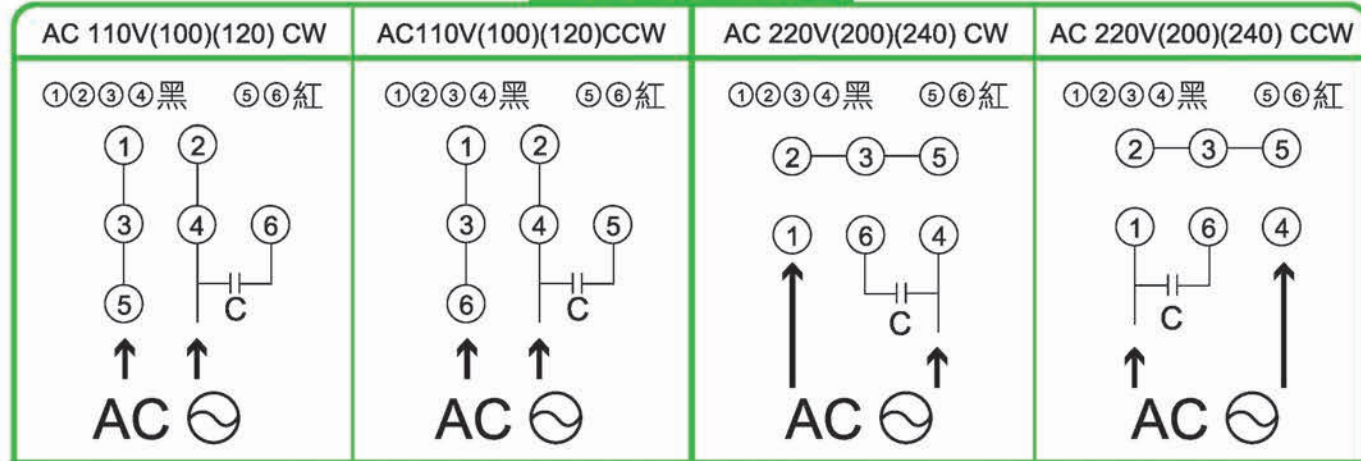 AC 110V(100)(120) CW
①②③④黑 ⑤⑥紅
1 2
3 4 6
5 C
AC
AC110V(100)(120)CCW
①②③④黑 ⑤⑥紅
1 2
3 4 5
6 C
AC
AC 220V(200)(240) CW
①②③④黑 ⑤⑥紅
2 3 5
1 6 4
C
AC
AC 220V(200)(240) CCW
①②③④黑 ⑤⑥紅
2 3 5
1 6 4
C
AC